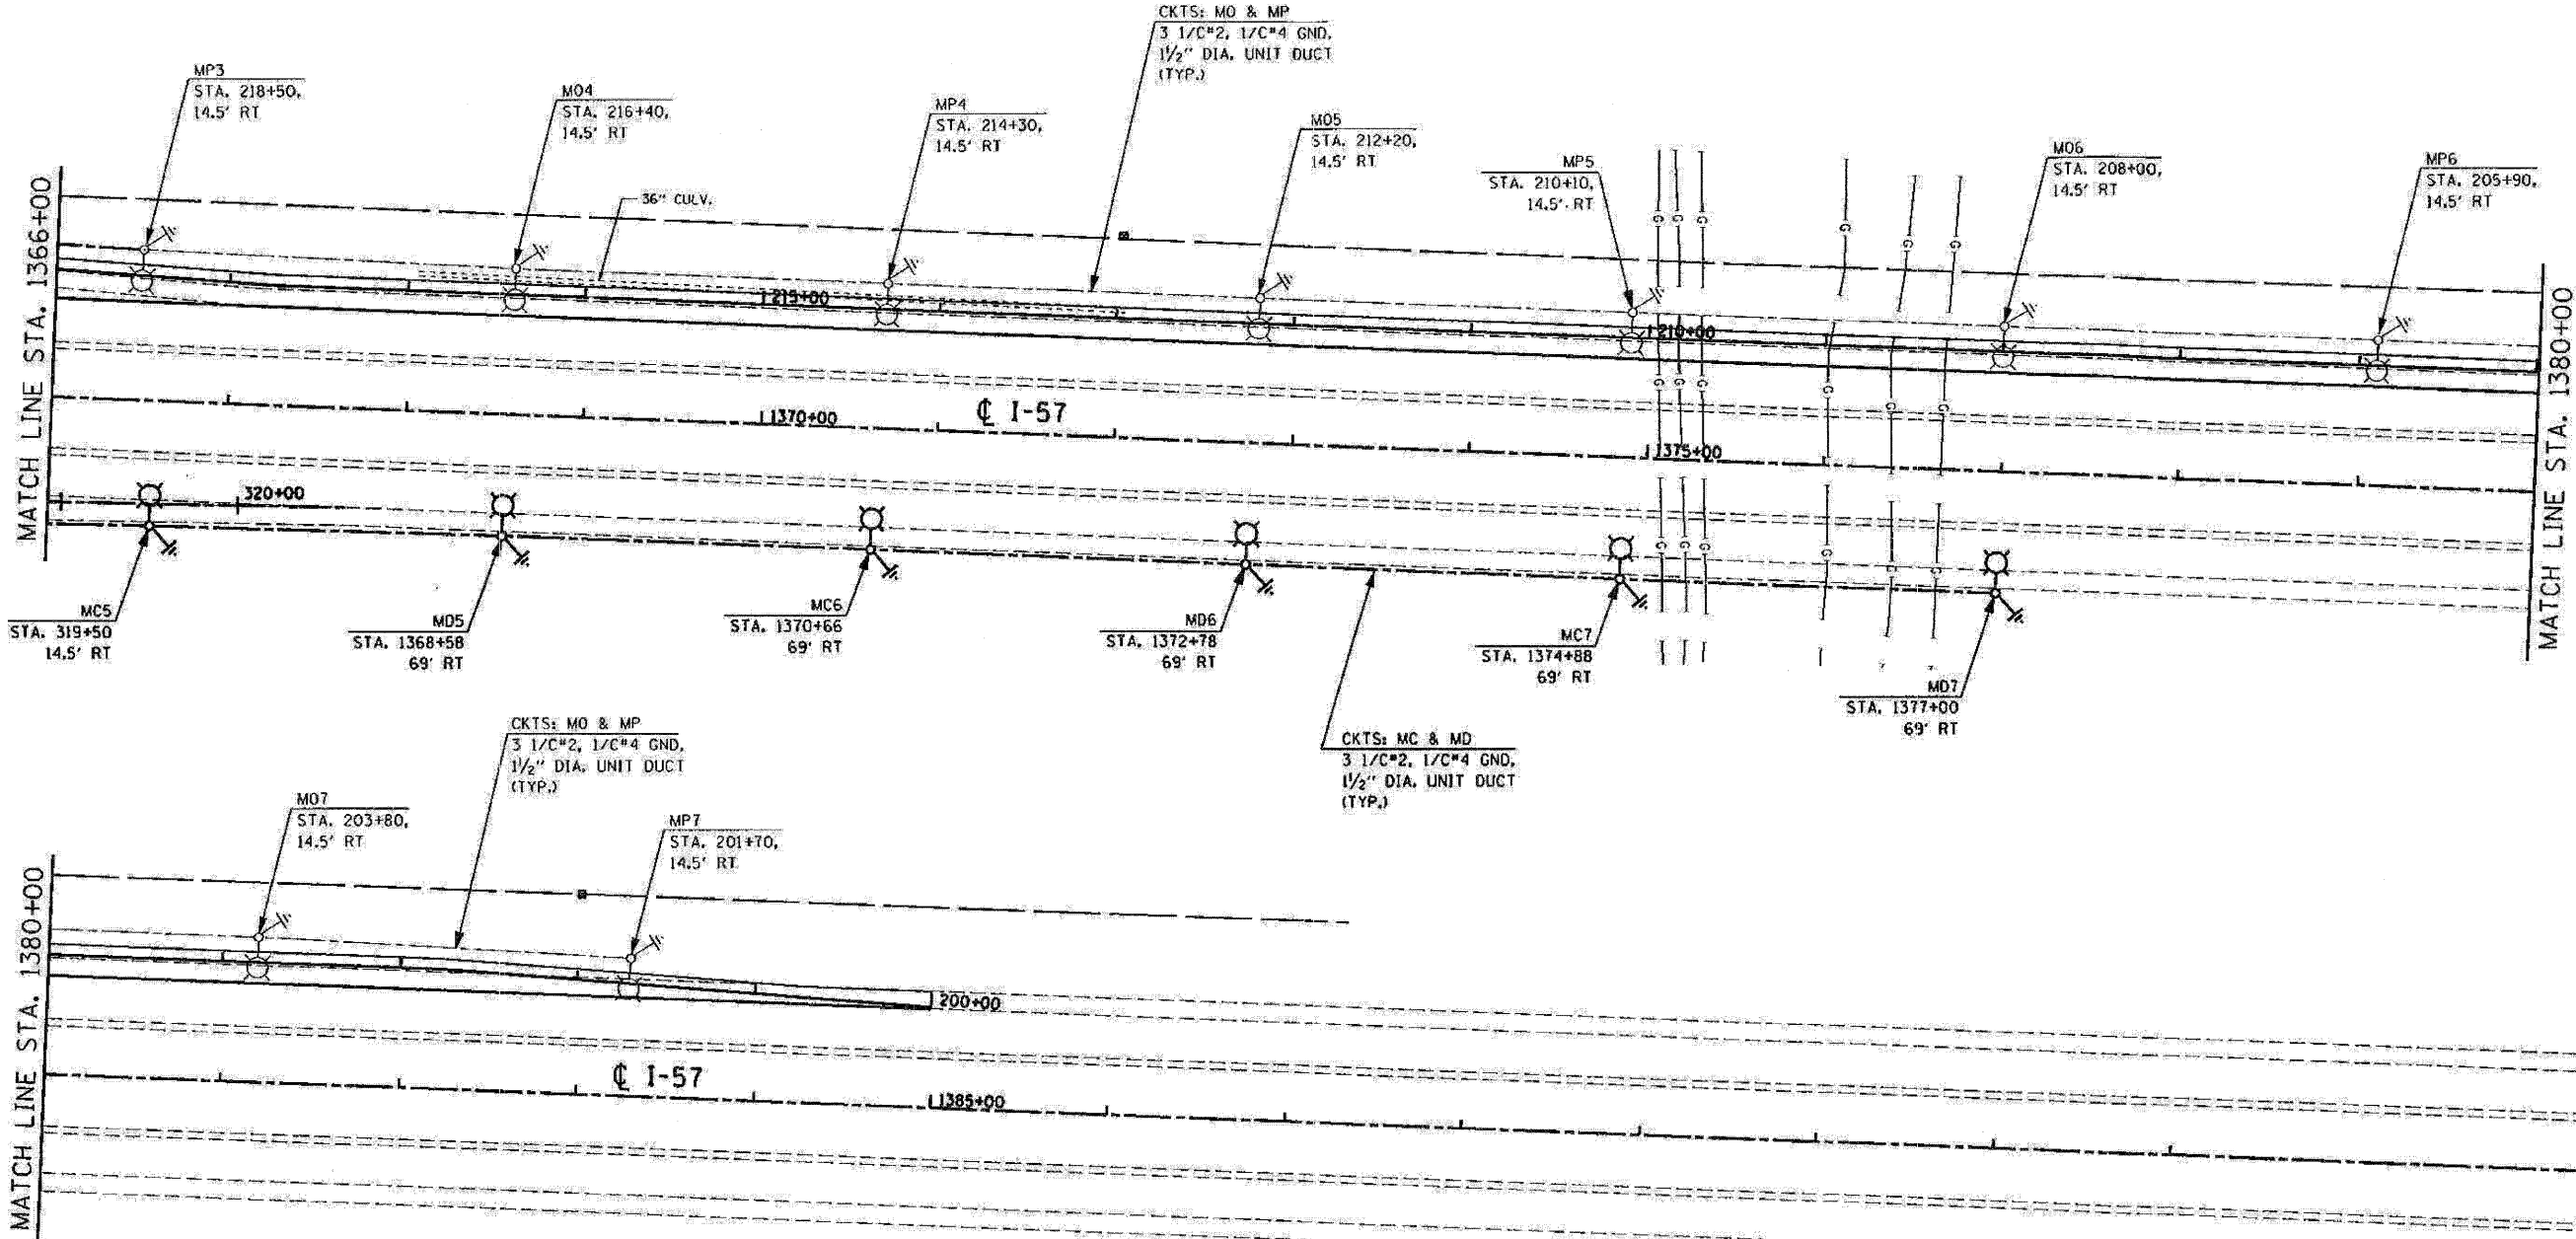 CKTS: MO & MP
3 1/C#2, 1/C#4 GND,
1½" DIA. UNIT DUCT
(TYP.)
MP3
STA. 218+50,
14.5' RT
MO4
STA. 216+40,
14.5' RT
MP4
STA. 214+30,
14.5' RT
MO5
STA. 212+20,
14.5' RT
MP5
STA. 210+10,
14.5' RT
MO6
STA. 208+00,
14.5' RT
MP6
STA. 205+90,
14.5' RT
36" CULV.
MATCH LINE STA. 1366+00
215+00
210+00
G G G G G G
G G G G G G
G G G G G G
℄ I-57
1370+00
1375+00
320+00
MATCH LINE STA. 1380+00
MC5
STA. 319+50
14.5' RT
MD5
STA. 1368+58
69' RT
MC6
STA. 1370+66
69' RT
MD6
STA. 1372+78
69' RT
MC7
STA. 1374+88
69' RT
MD7
STA. 1377+00
69' RT
CKTS: MC & MD
3 1/C#2, 1/C#4 GND,
1½" DIA. UNIT DUCT
(TYP.)
CKTS: MO & MP
3 1/C#2, 1/C#4 GND,
1½" DIA. UNIT DUCT
(TYP.)
MO7
STA. 203+80,
14.5' RT
MP7
STA. 201+70,
14.5' RT
MATCH LINE STA. 1380+00
200+00
℄ I-57
1385+00